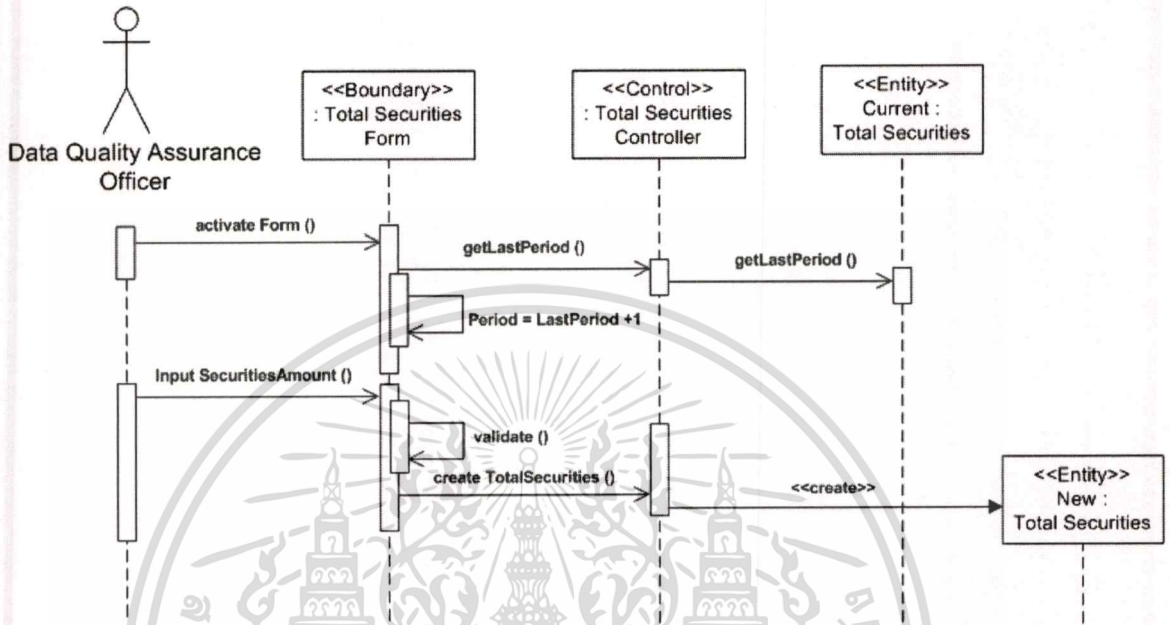 <<Boundary>>
: Total Securities
Form
<<Control>>
: Total Securities
Controller
<<Entity>>
Current :
Total Securities
Data Quality Assurance
Officer
activate Form ()
getLastPeriod ()
getLastPeriod ()
Period = LastPeriod +1
Input SecuritiesAmount ()
validate ()
create TotalSecurities ()
<<create>>
<<Entity>>
New :
Total Securities